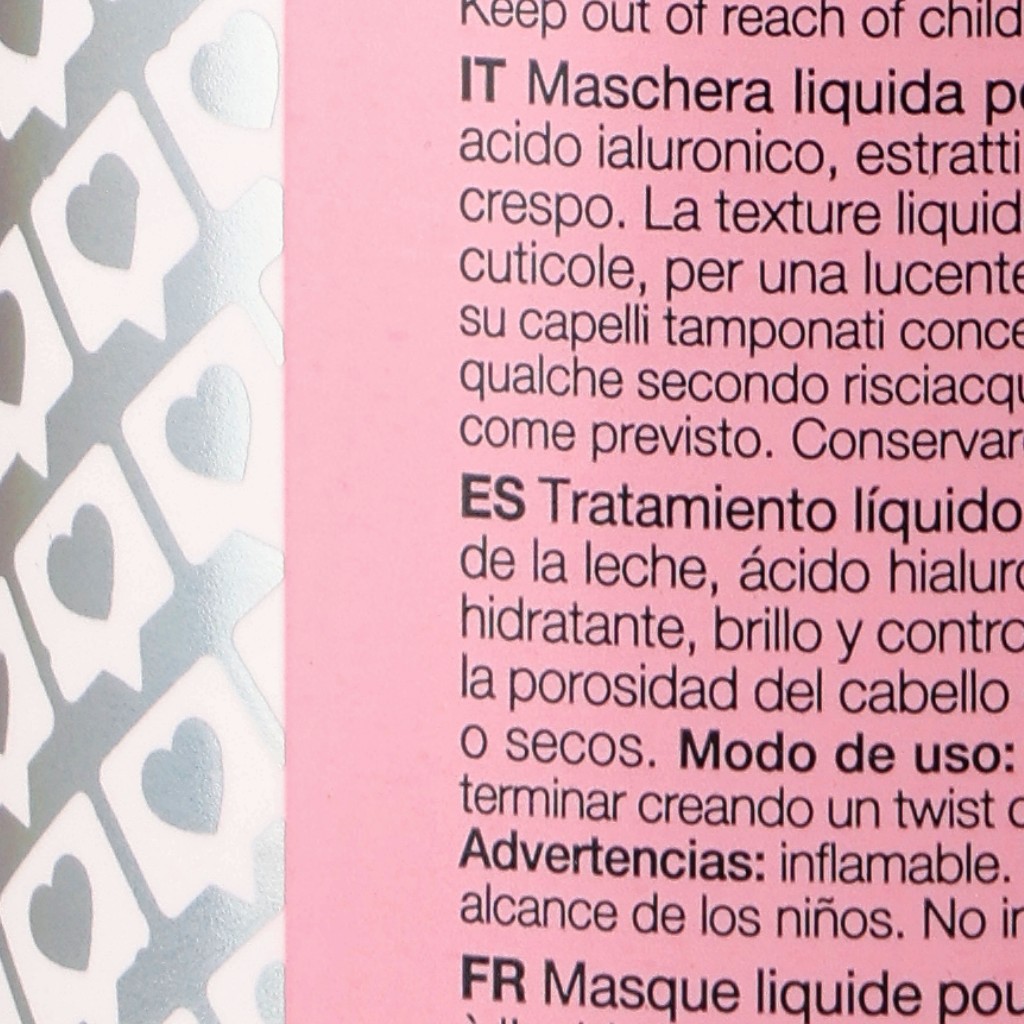 Keep out of reach of child
IT Maschera liquida pe
acido ialuronico, estratti
crespo. La texture liquid
cuticole, per una lucente
su capelli tamponati conce
qualche secondo risciacqu
come previsto. Conservar
ES Tratamiento líquido
de la leche, ácido hialuro
hidratante, brillo y contro
la porosidad del cabello
o secos. Modo de uso:
terminar creando un twist c
Advertencias: inflamable.
alcance de los niños. No in
FR Masque liquide pou